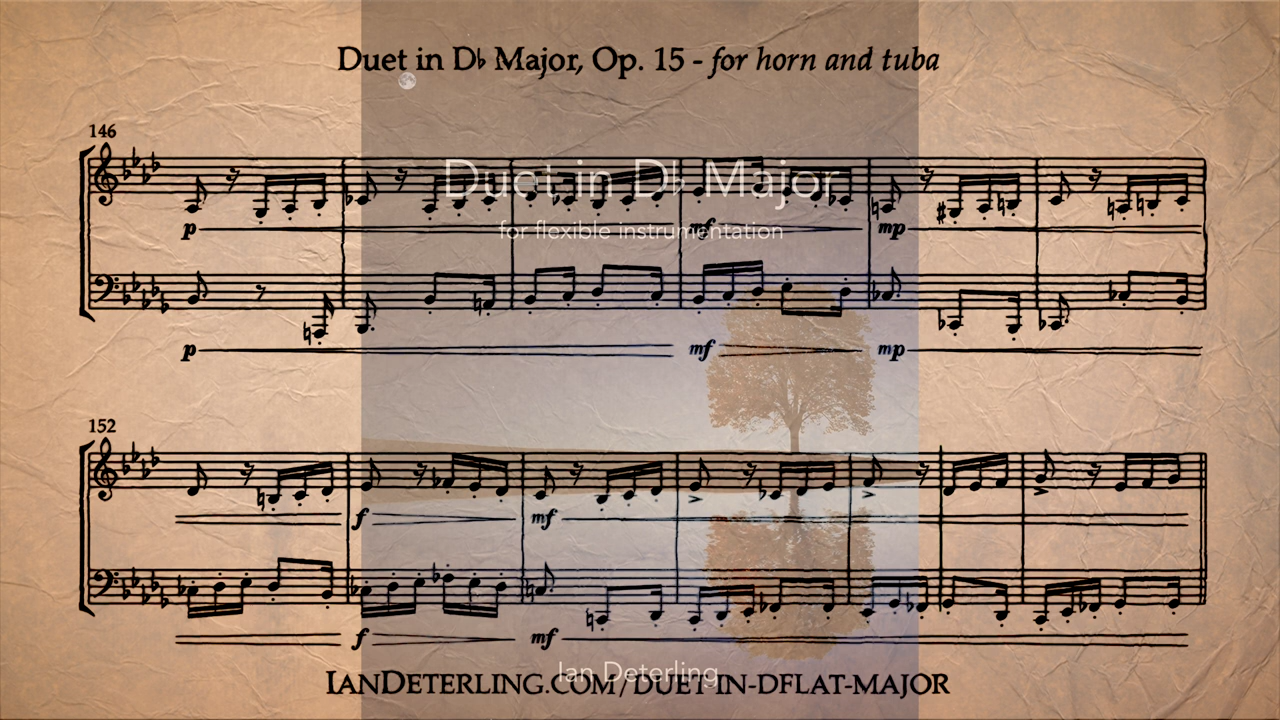 Duet in D♭ Major, Op. 15 - for horn and tuba
146
Duet in D♭ Major
for flexible instrumentation
p mf mp
p mf mp
152
f mf
f mf
Ian Deterling
IANDETERLING.COM/DUET-IN-DFLAT-MAJOR